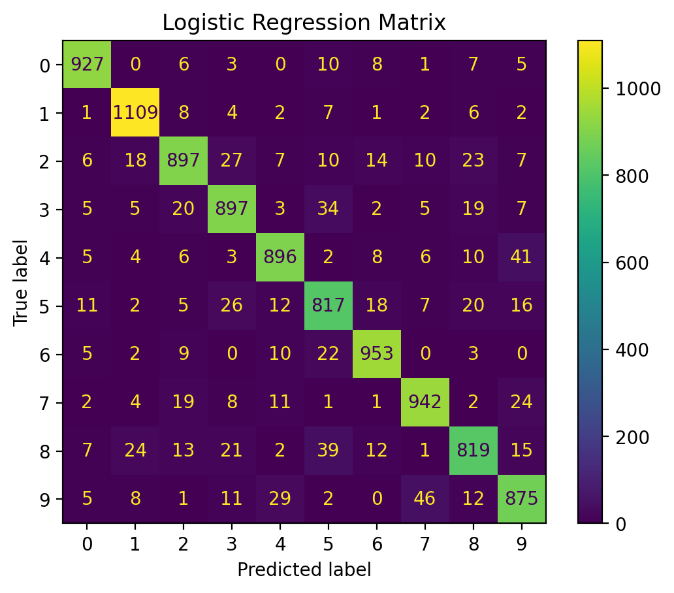 Logistic Regression Matrix
0 927 0 6 3 0 10 8 1 7 5
1 1 1109 8 4 2 7 1 2 6 2
2 6 18 897 27 7 10 14 10 23 7
3 5 5 20 897 3 34 2 5 19 7
4 5 4 6 3 896 2 8 6 10 41
5 11 2 5 26 12 817 18 7 20 16
6 5 2 9 0 10 22 953 0 3 0
7 2 4 19 8 11 1 1 942 2 24
8 7 24 13 21 2 39 12 1 819 15
9 5 8 1 11 29 2 0 46 12 875
0 1 2 3 4 5 6 7 8 9
Predicted label
True label
1000
800
600
400
200
0